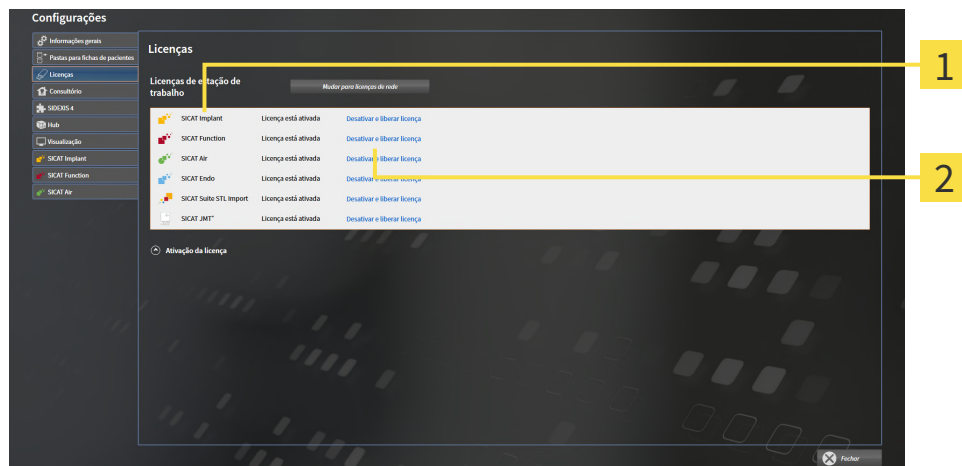 Configurações
Informações gerais
Pastas para fichas de pacientes
Licenças
Consultório
SIDEXIS 4
Hub
Visualização
SICAT Implant
SICAT Function
SICAT Air
Licenças
Licenças de estação de
trabalho
Mudar para licenças de rede
SICAT Implant Licença está ativada Desativar e liberar licença
SICAT Function Licença está ativada Desativar e liberar licença
SICAT Air Licença está ativada Desativar e liberar licença
SICAT Endo Licença está ativada Desativar e liberar licença
SICAT Suite STL Import Licença está ativada Desativar e liberar licença
SICAT JMT+ Licença está ativada Desativar e liberar licença
Ativação da licença
Fechar
1
2